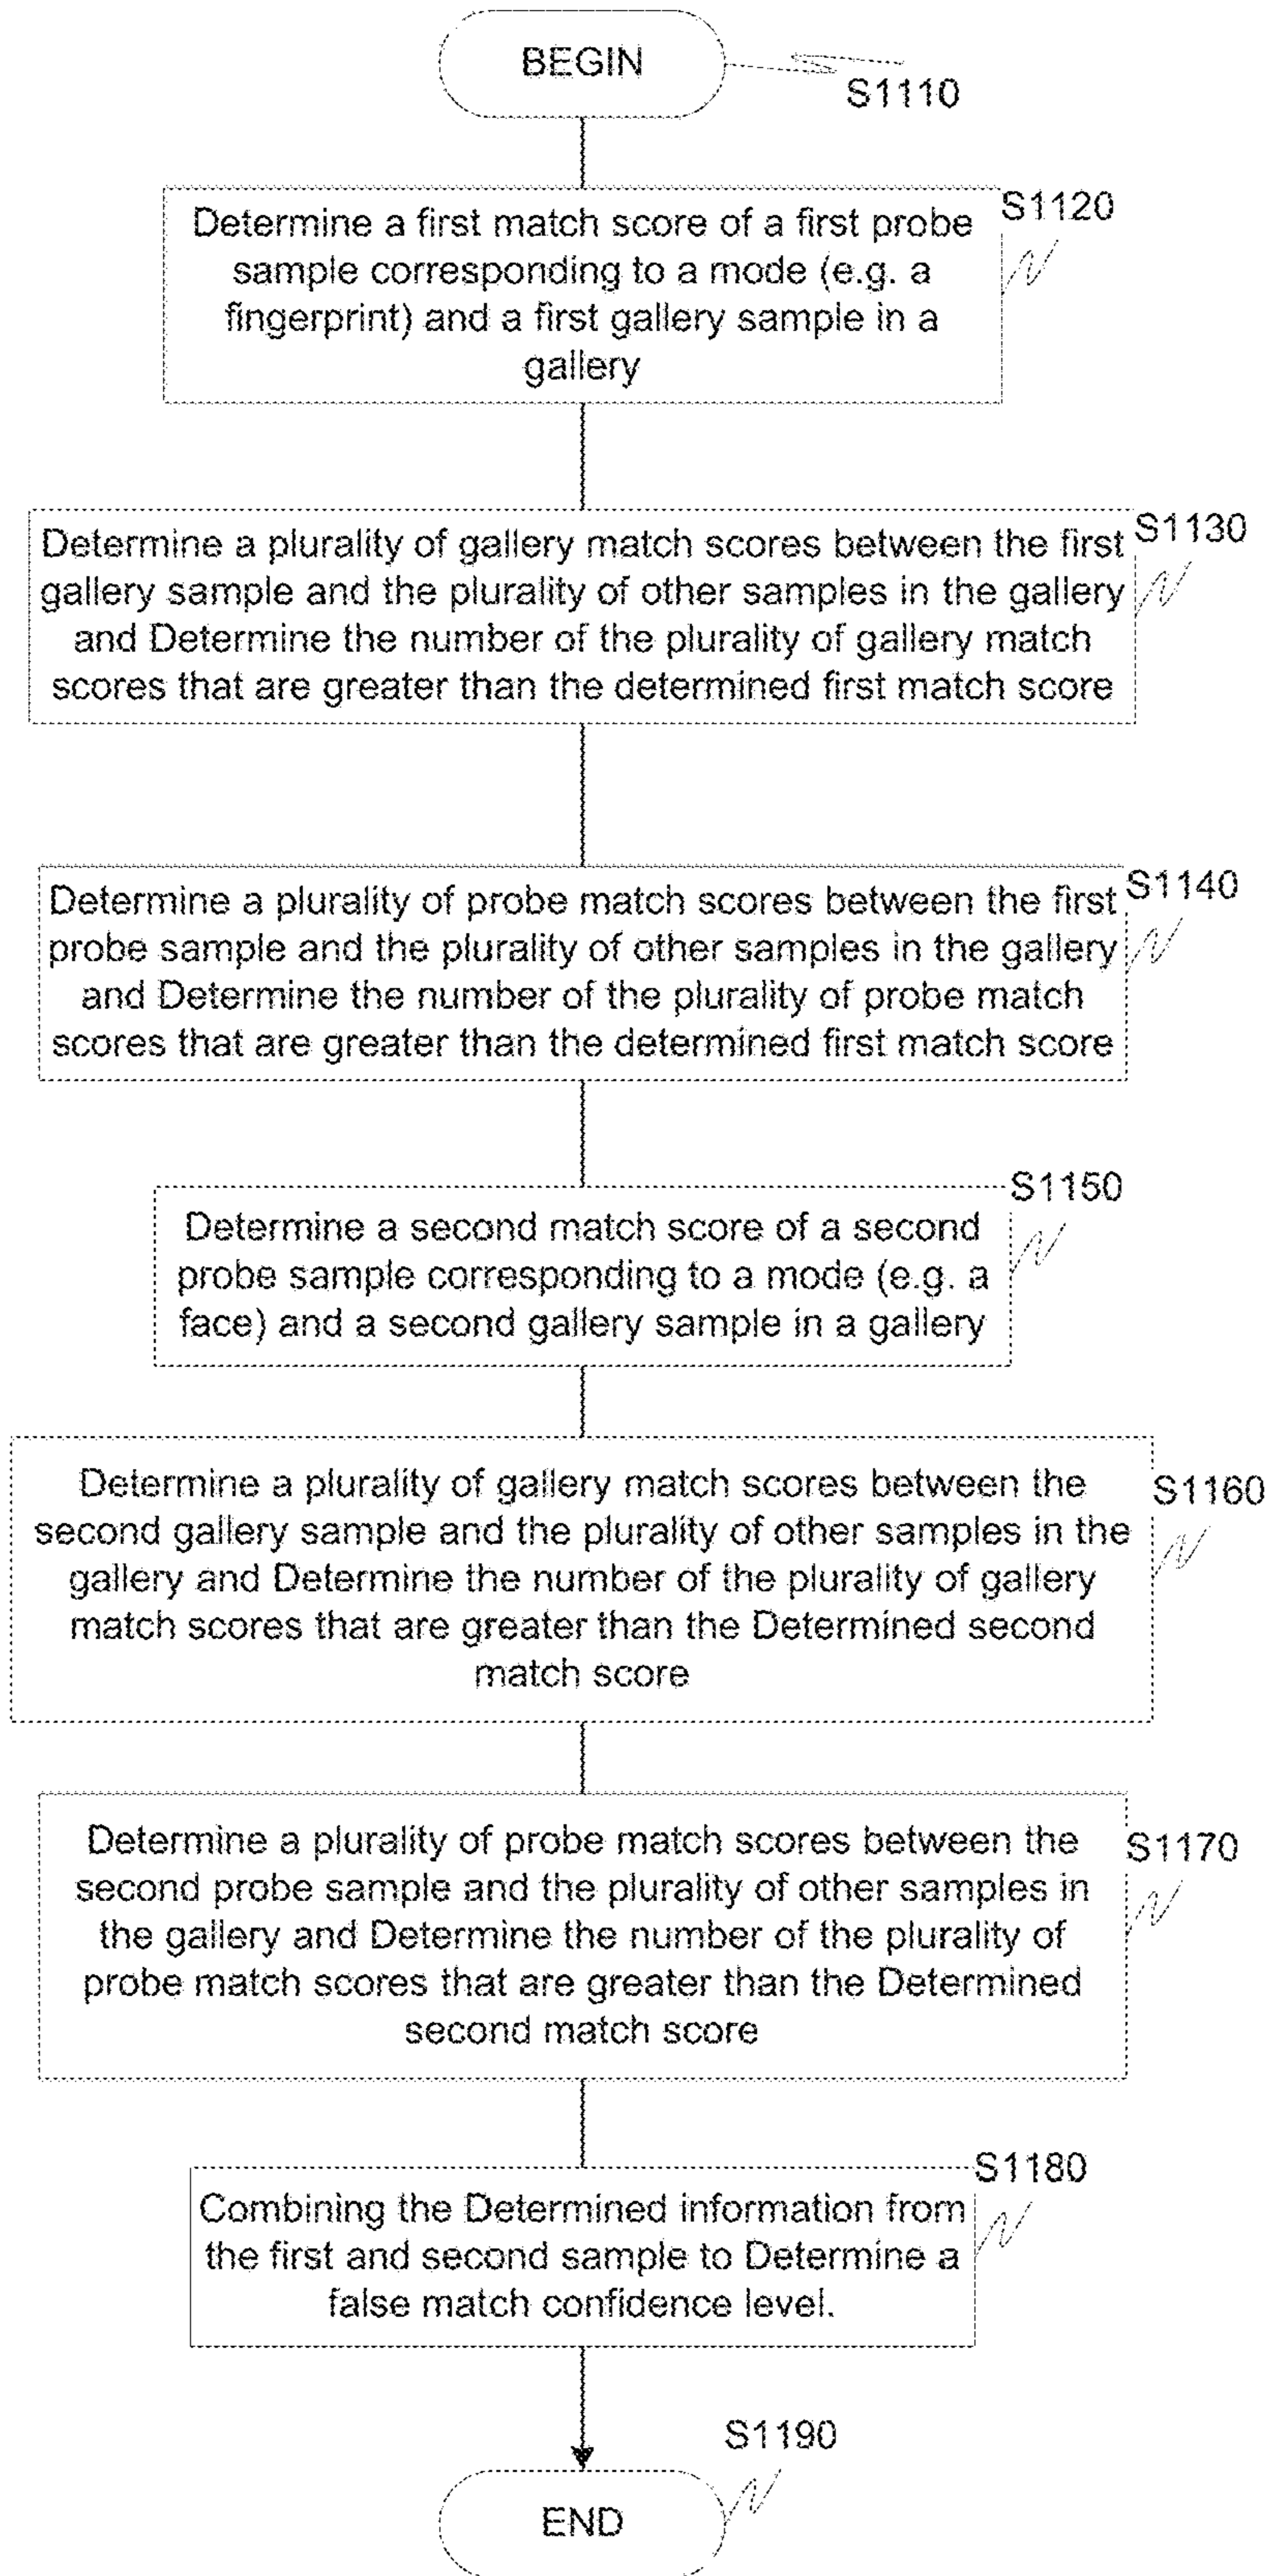 BEGIN
S1110
S1120
Determine a first match score of a first probe
sample corresponding to a mode (e.g. a
fingerprint) and a first gallery sample in a
gallery
S1130
Determine a plurality of gallery match scores between the first
gallery sample and the plurality of other samples in the gallery
and Determine the number of the plurality of gallery match
scores that are greater than the determined first match score
S1140
Determine a plurality of probe match scores between the first
probe sample and the plurality of other samples in the gallery
and Determine the number of the plurality of probe match
scores that are greater than the determined first match score
S1150
Determine a second match score of a second
probe sample corresponding to a mode (e.g. a
face) and a second gallery sample in a gallery
S1160
Determine a plurality of gallery match scores between the
second gallery sample and the plurality of other samples in the
gallery and Determine the number of the plurality of gallery
match scores that are greater than the Determined second
match score
S1170
Determine a plurality of probe match scores between the
second probe sample and the plurality of other samples in
the gallery and Determine the number of the plurality of
probe match scores that are greater than the Determined
second match score
S1180
Combining the Determined information from
the first and second sample to Determine a
false match confidence level.
S1190
END